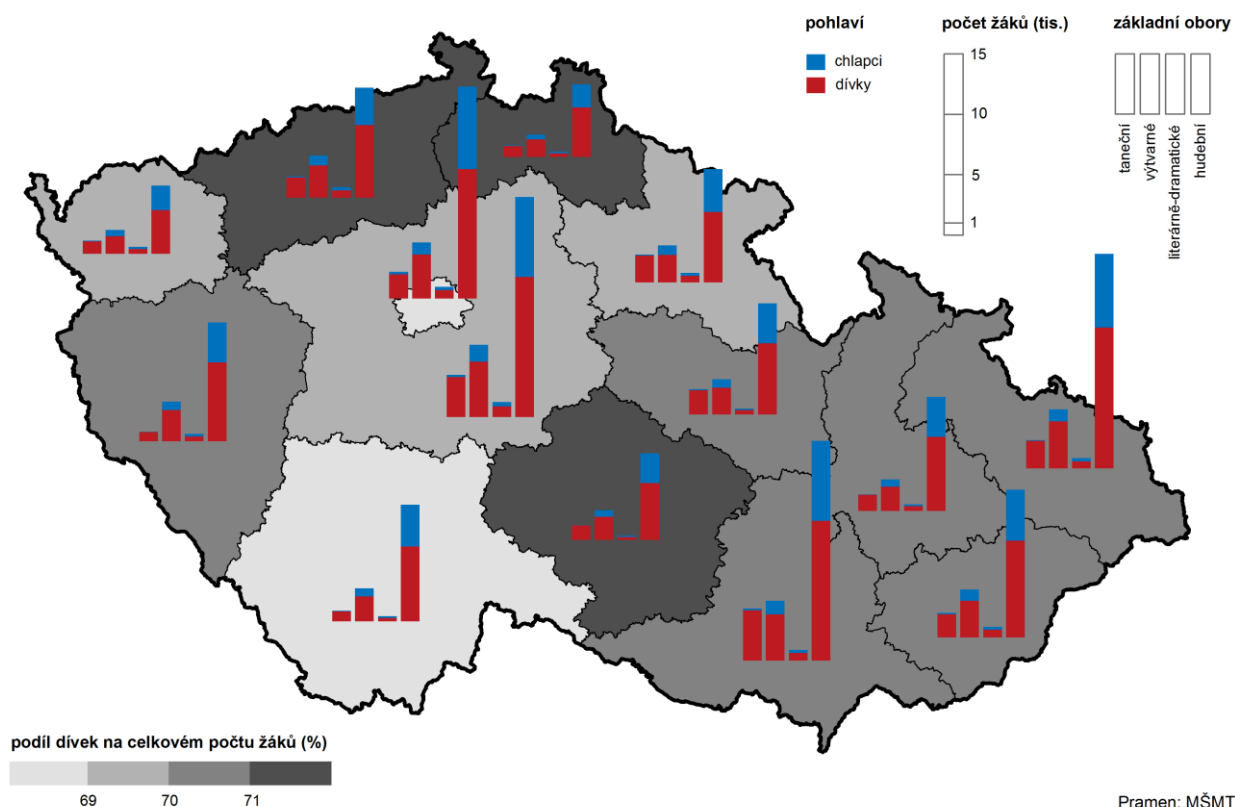 pohlaví
chlapci
dívky
počet žáků (tis.)
15
10
5
1
základní obory
taneční
výtvarné
literárně-dramatické
hudební
podíl dívek na celkovém počtu žáků (%)
69 70 71
Pramen: MŠMT